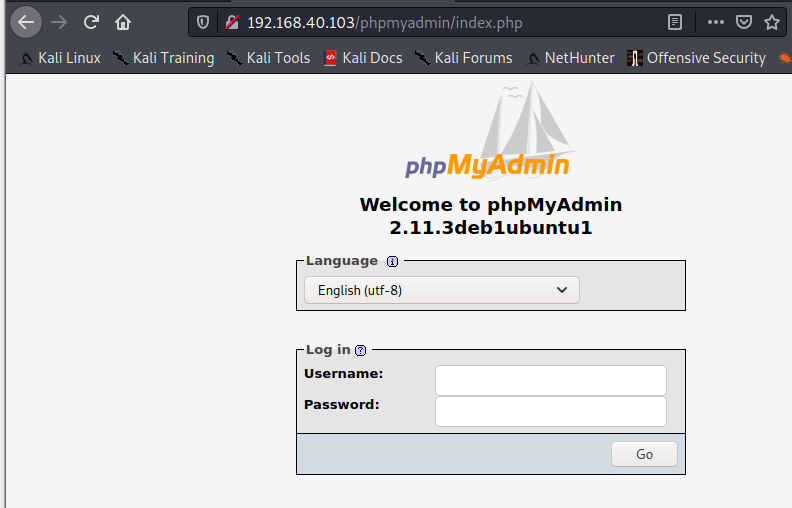 192.168.40.103/phpmyadmin/index.php
Kali Linux Kali Training Kali Tools Kali Docs Kali Forums NetHunter Offensive Security
phpMyAdmin
Welcome to phpMyAdmin
2.11.3deb1ubuntu1
Language
English (utf-8)
Log in
Username:
Password:
Go